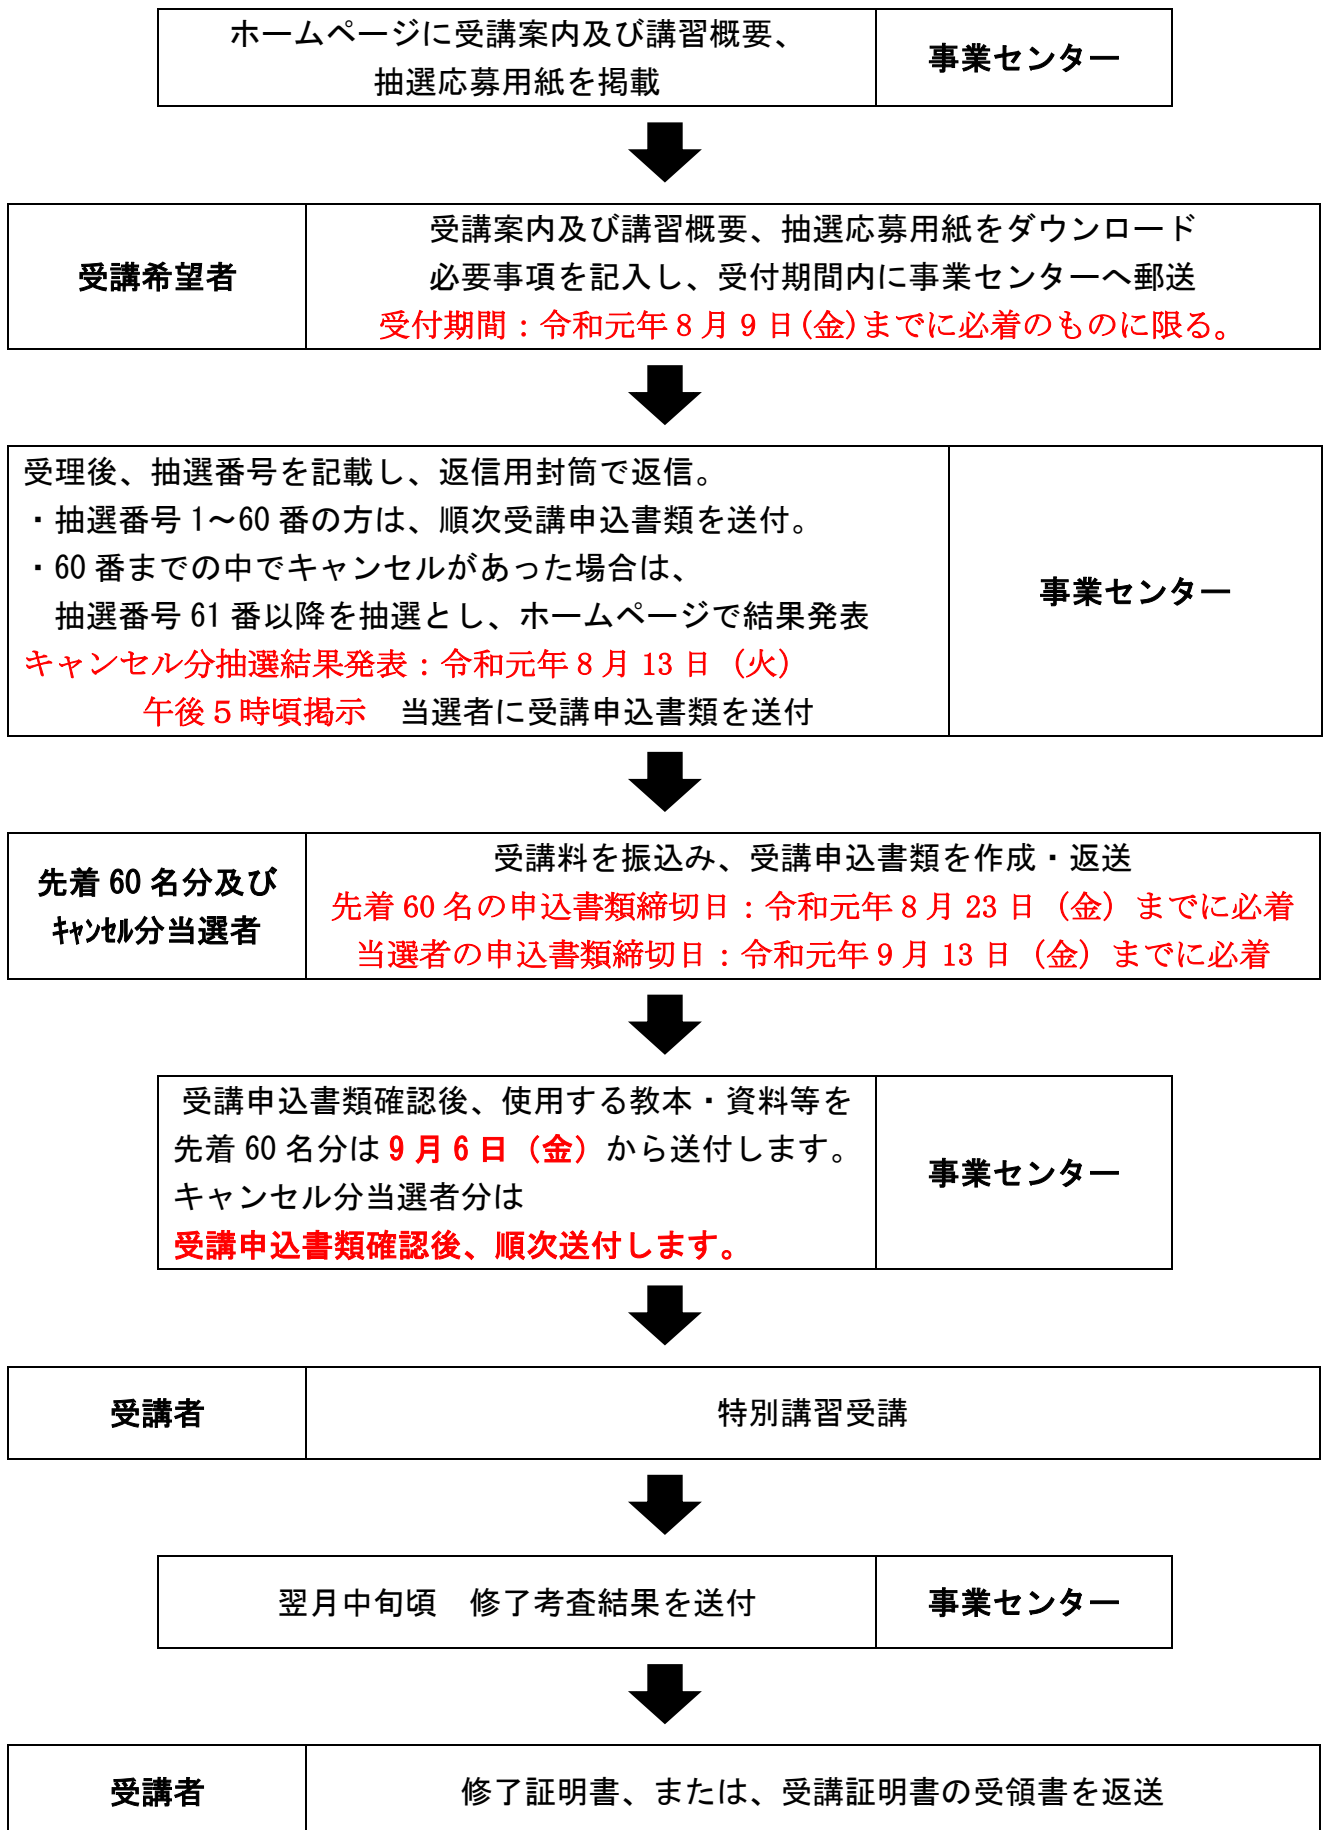 ホームページに受講案内及び講習概要、
抽選応募用紙を掲載
事業センター
受講希望者
受講案内及び講習概要、抽選応募用紙をダウンロード
必要事項を記入し、受付期間内に事業センターへ郵送
受付期間：令和元年8月9日(金)までに必着のものに限る。
受理後、抽選番号を記載し、返信用封筒で返信。
・抽選番号1～60番の方は、順次受講申込書類を送付。
・60番までの中でキャンセルがあった場合は、
抽選番号61番以降を抽選とし、ホームページで結果発表
キャンセル分抽選結果発表：令和元年8月13日（火）
午後５時頃掲示　当選者に受講申込書類を送付
事業センター
先着60名分及び
ｷｬﾝｾﾙ分当選者
受講料を振込み、受講申込書類を作成・返送
先着60名の申込書類締切日：令和元年8月23日（金）までに必着
当選者の申込書類締切日：令和元年9月13日（金）までに必着
受講申込書類確認後、使用する教本・資料等を
先着60名分は9月6日（金）から送付します。
キャンセル分当選者分は
受講申込書類確認後、順次送付します。
事業センター
受講者
特別講習受講
翌月中旬頃　修了考査結果を送付
事業センター
受講者
修了証明書、または、受講証明書の受領書を返送